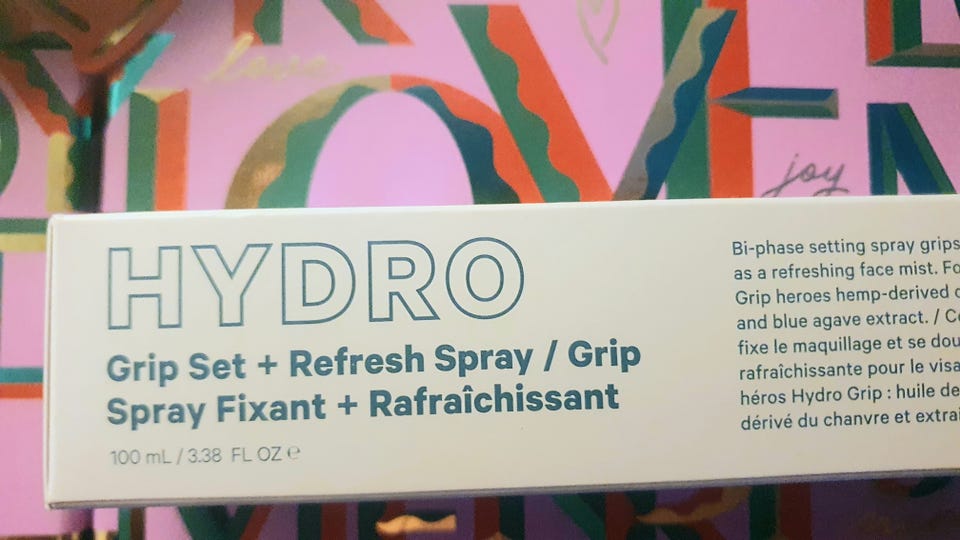 love
LOVE
joy
HYDRO
Grip Set + Refresh Spray / Grip
Spray Fixant + Rafraîchissant
100 mL / 3.38 FL OZ ℮
Bi-phase setting spray grips
as a refreshing face mist.
Grip heroes hemp-derived
and blue agave extract. /
fixe le maquillage et se
rafraîchissante pour le
héros Hydro Grip : huile de
dérivé du chanvre et